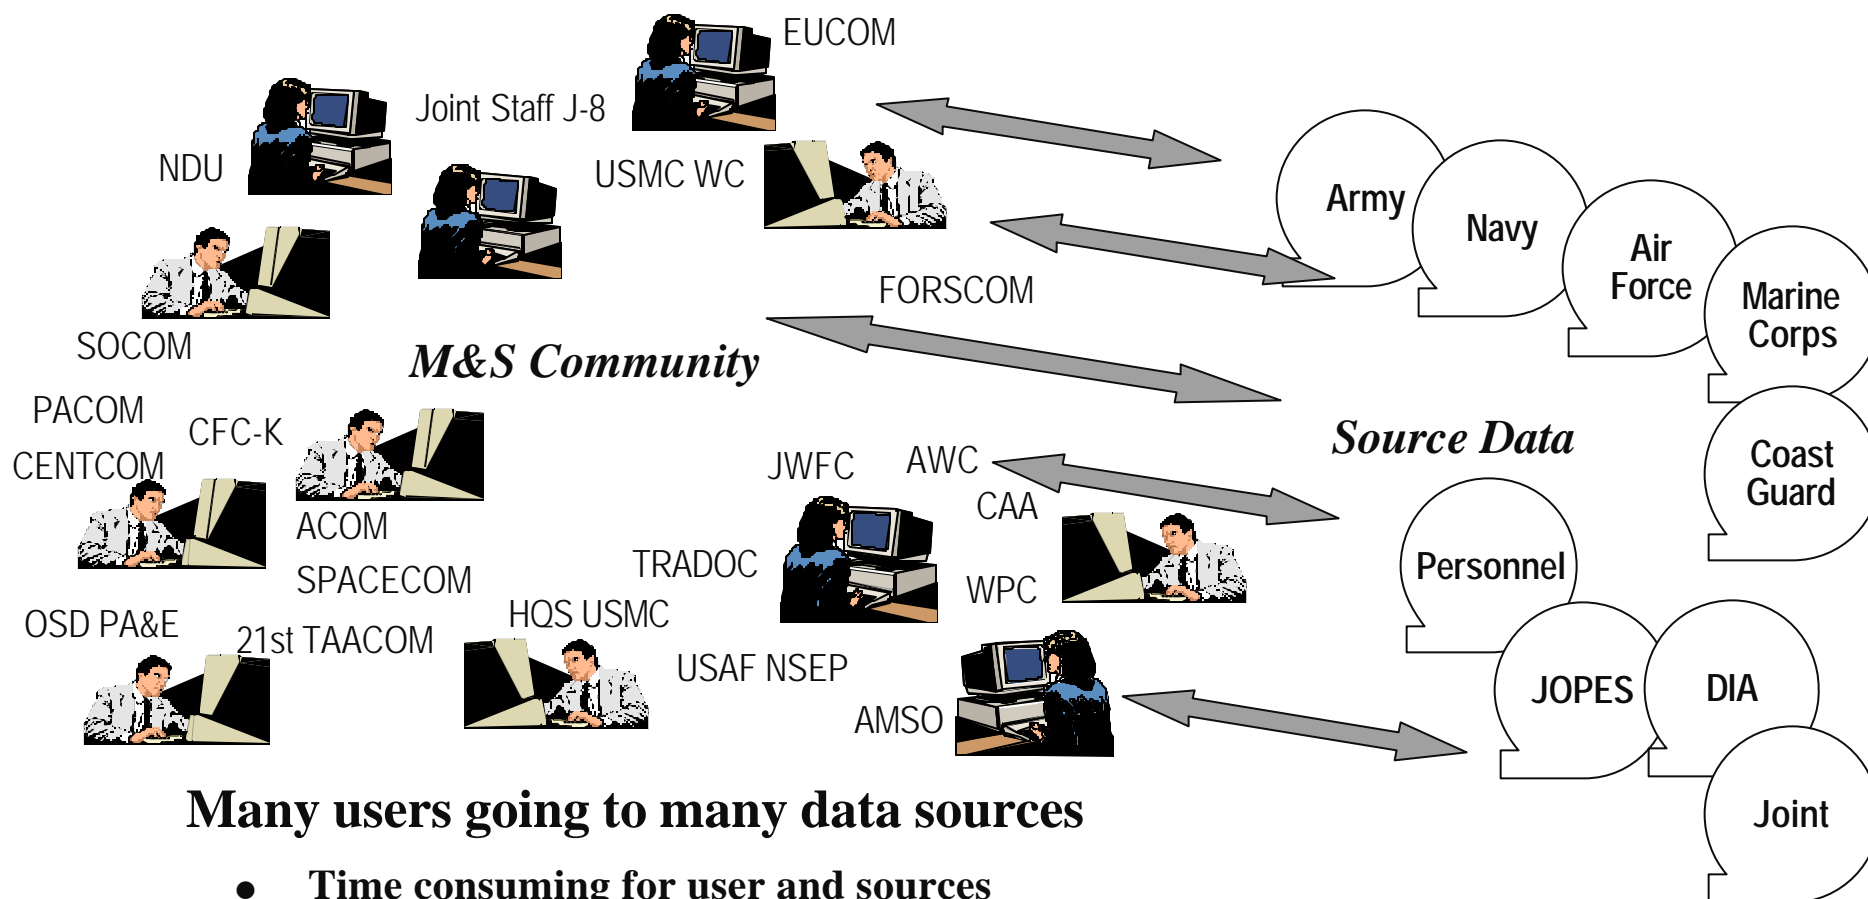 EUCOM
Joint Staff J-8
NDU
USMC WC
Army
Navy
Air
Force
Marine
Corps
FORSCOM
SOCOM
M&S Community
PACOM
CFC-K
CENTCOM
Source Data
Coast
Guard
JWFC
AWC
CAA
ACOM
TRADOC
SPACECOM
WPC
Personnel
OSD PA&E
21st TAACOM
HQS USMC
USAF NSEP
AMSO
JOPES
DIA
Joint
Many users going to many data sources
● Time consuming for user and sources